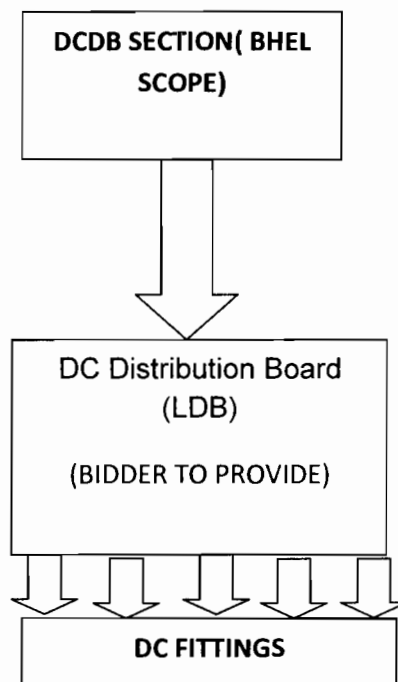 DCDB SECTION( BHEL
SCOPE)
DC Distribution Board
(LDB)
(BIDDER TO PROVIDE)
DC FITTINGS